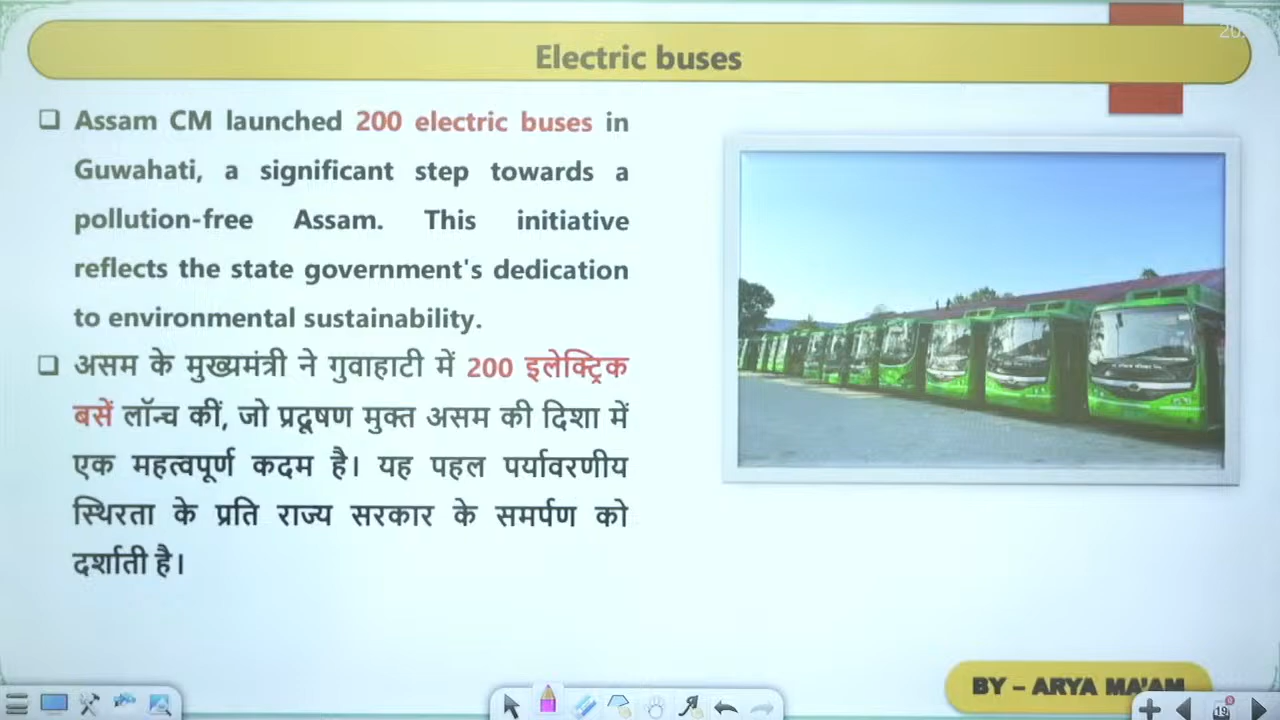 Electric buses
20
❑ Assam CM launched 200 electric buses in
Guwahati, a significant step towards a
pollution-free Assam. This initiative
reflects the state government's dedication
to environmental sustainability.
❑ असम के मुख्यमंत्री ने गुवाहाटी में 200 इलेक्ट्रिक
बसें लॉन्च कीं, जो प्रदूषण मुक्त असम की दिशा में
एक महत्वपूर्ण कदम है। यह पहल पर्यावरणीय
स्थिरता के प्रति राज्य सरकार के समर्पण को
दर्शाती है।
BY – ARYA MA'AM
19